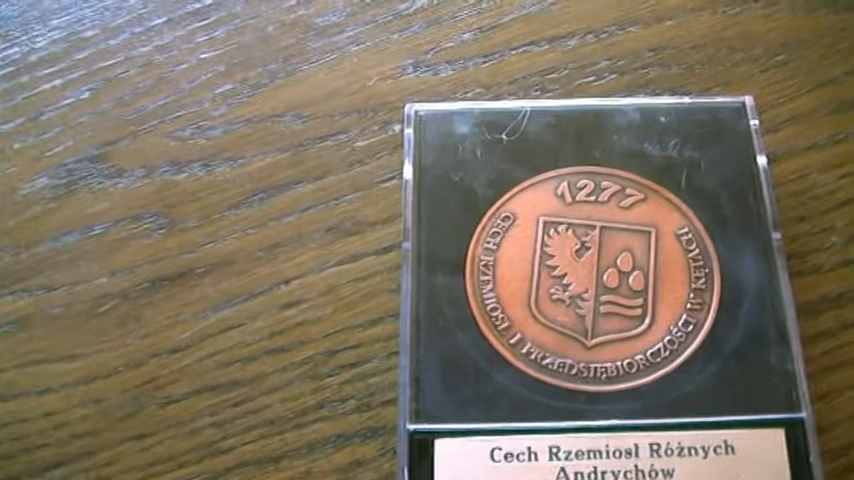 1277
CECH RZEMIOSŁ I PRZEDSIĘBIORCZOŚCI W KĘTACH
Cech Rzemiosł Różnych
Andrychów